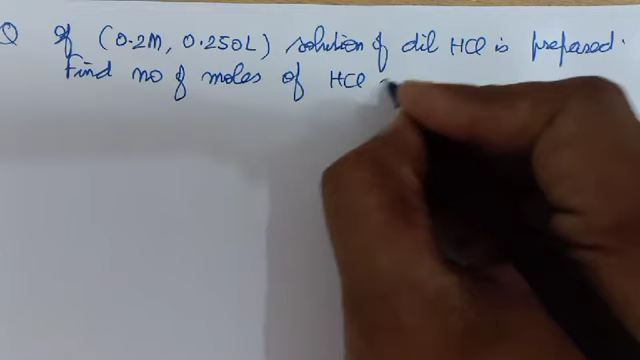 Q If (0.2M, 0.250L) solution of dil HCl is prepared.
Find no of moles of HCl